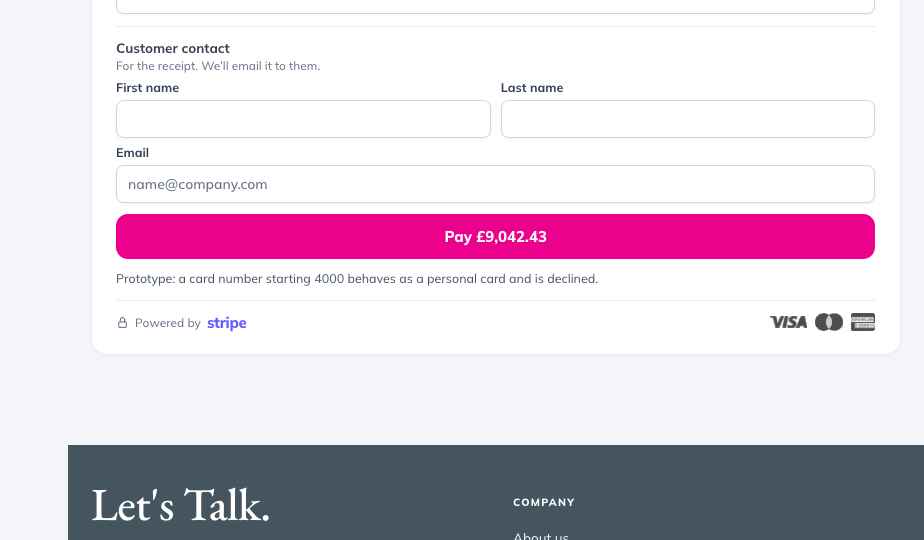 Customer contact
For the receipt. We'll email it to them.
First name
Last name
Email
name@company.com
Pay £9,042.43
Prototype: a card number starting 4000 behaves as a personal card and is declined.
Powered by stripe
VISA
Let's Talk.
COMPANY
About us